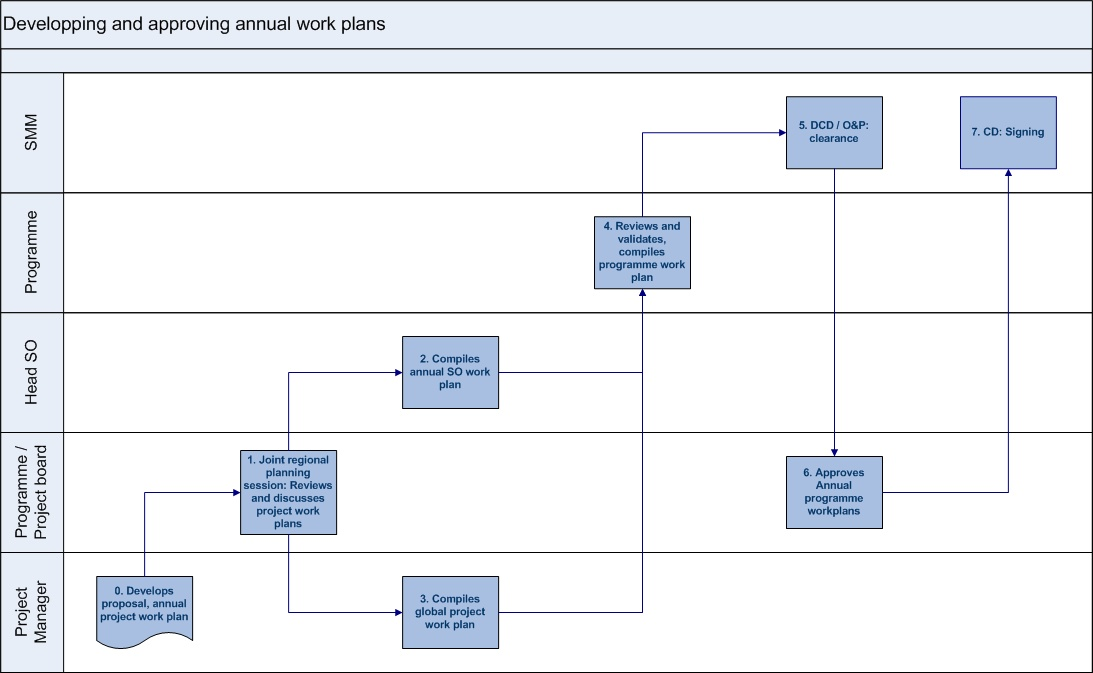 Developping and approving annual work plans
SMM
5. DCD / O&P:
clearance
7. CD: Signing
Programme
4. Reviews and
validates,
compiles
programme work
plan
Head SO
2. Compiles
annual SO work
plan
Programme /
Project board
1. Joint regional
planning
session: Reviews
and discusses
project work
plans
6. Approves
Annual
programme
workplans
Project
Manager
0. Develops
proposal, annual
project work plan
3. Compiles
global project
work plan